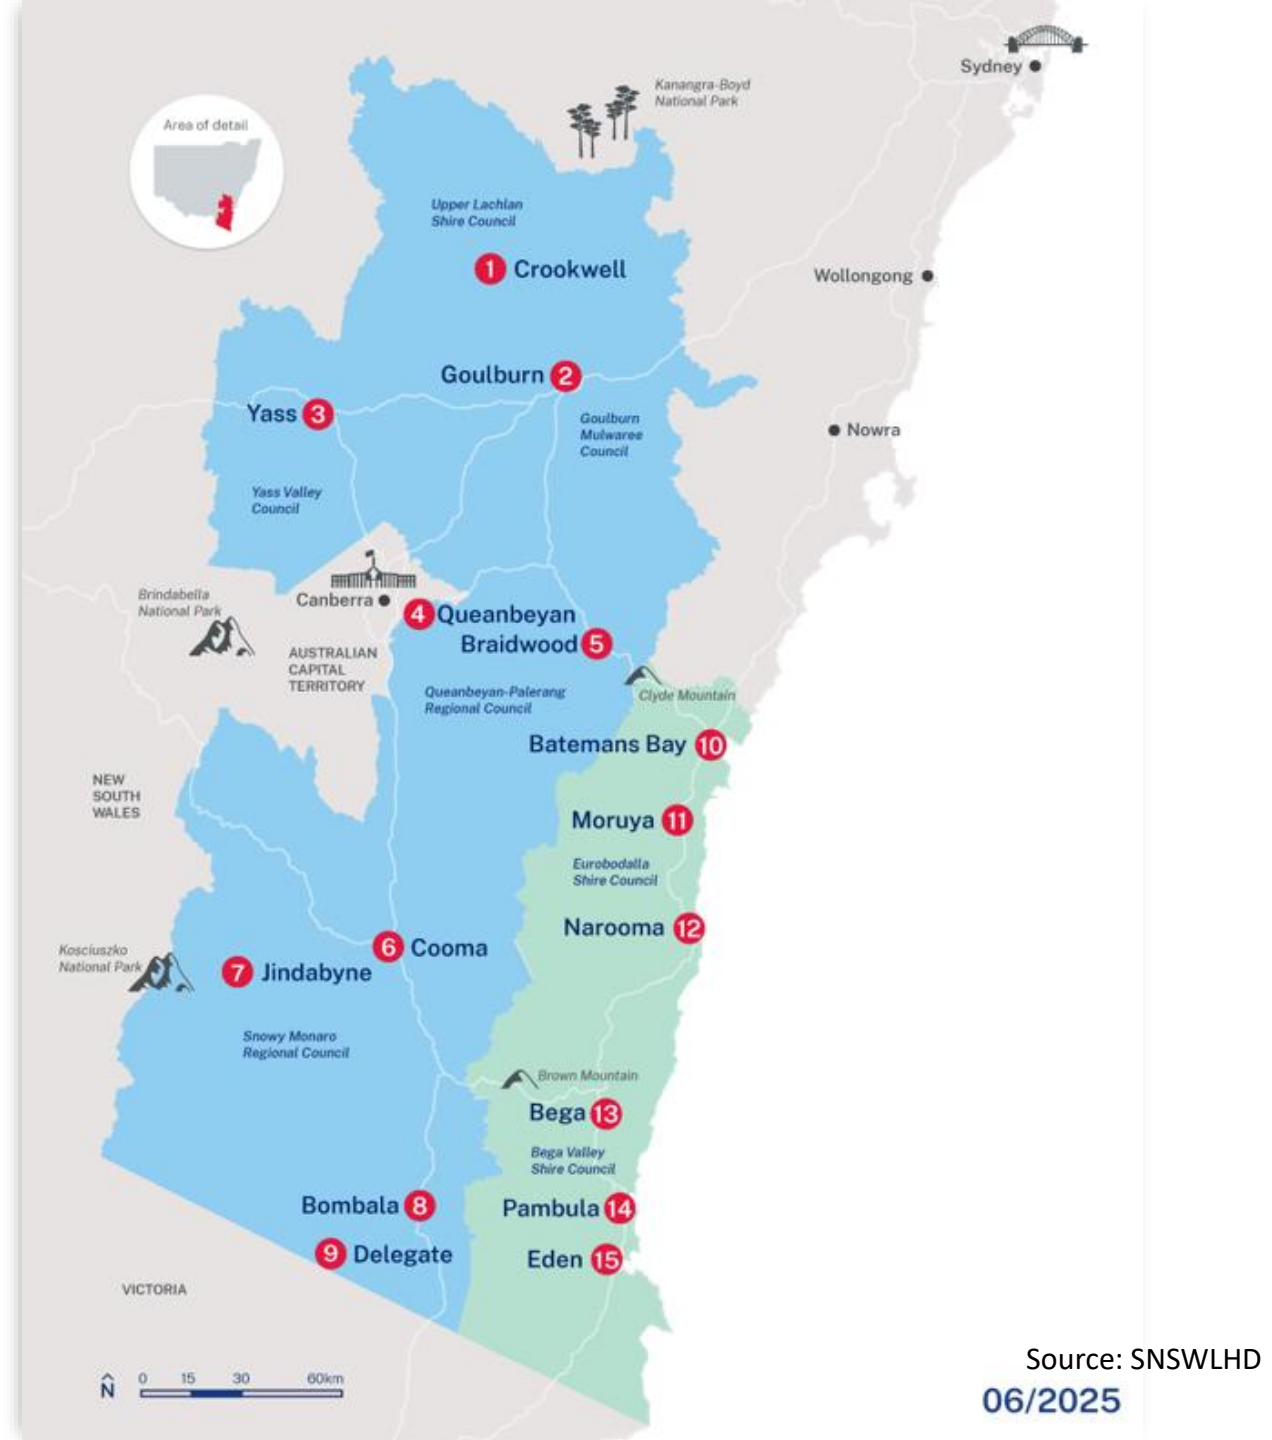 Sydney
Kanangra-Boyd
National Park
Area of detail
Upper Lachlan
Shire Council
1 Crookwell
Wollongong
Goulburn 2
Yass 3
Goulburn
Mulwaree
Council
Nowra
Yass Valley
Council
Brindabella
National Park
Canberra
4 Queanbeyan
Braidwood 5
AUSTRALIAN
CAPITAL
TERRITORY
Queanbeyan-Palerang
Regional Council
Clyde Mountain
Batemans Bay 10
NEW
SOUTH
WALES
Moruya 11
Eurobodalla
Shire Council
Narooma 12
6 Cooma
Kosciuszko
National Park
7 Jindabyne
Snowy Monaro
Regional Council
Brown Mountain
Bega 13
Bega Valley
Shire Council
Bombala 8
Pambula 14
9 Delegate
Eden 15
VICTORIA
Source: SNSWLHD
N
0 15 30 60km
06/2025